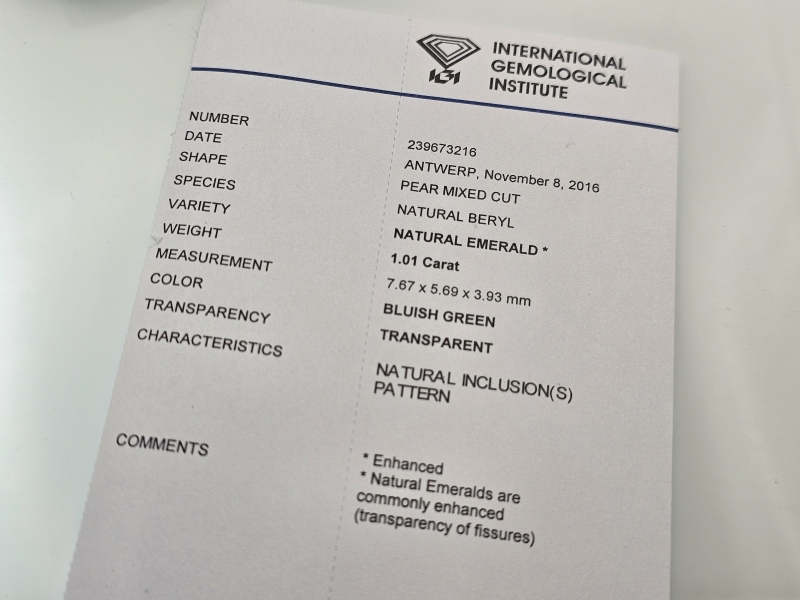 IGI
INTERNATIONAL
GEMOLOGICAL
INSTITUTE
NUMBER 239673216
DATE ANTWERP, November 8, 2016
SHAPE PEAR MIXED CUT
SPECIES NATURAL BERYL
VARIETY NATURAL EMERALD *
WEIGHT 1.01 Carat
MEASUREMENT 7.67 x 5.69 x 3.93 mm
COLOR BLUISH GREEN
TRANSPARENCY TRANSPARENT
CHARACTERISTICS NATURAL INCLUSION(S)
PATTERN
COMMENTS * Enhanced
* Natural Emeralds are
commonly enhanced
(transparency of fissures)